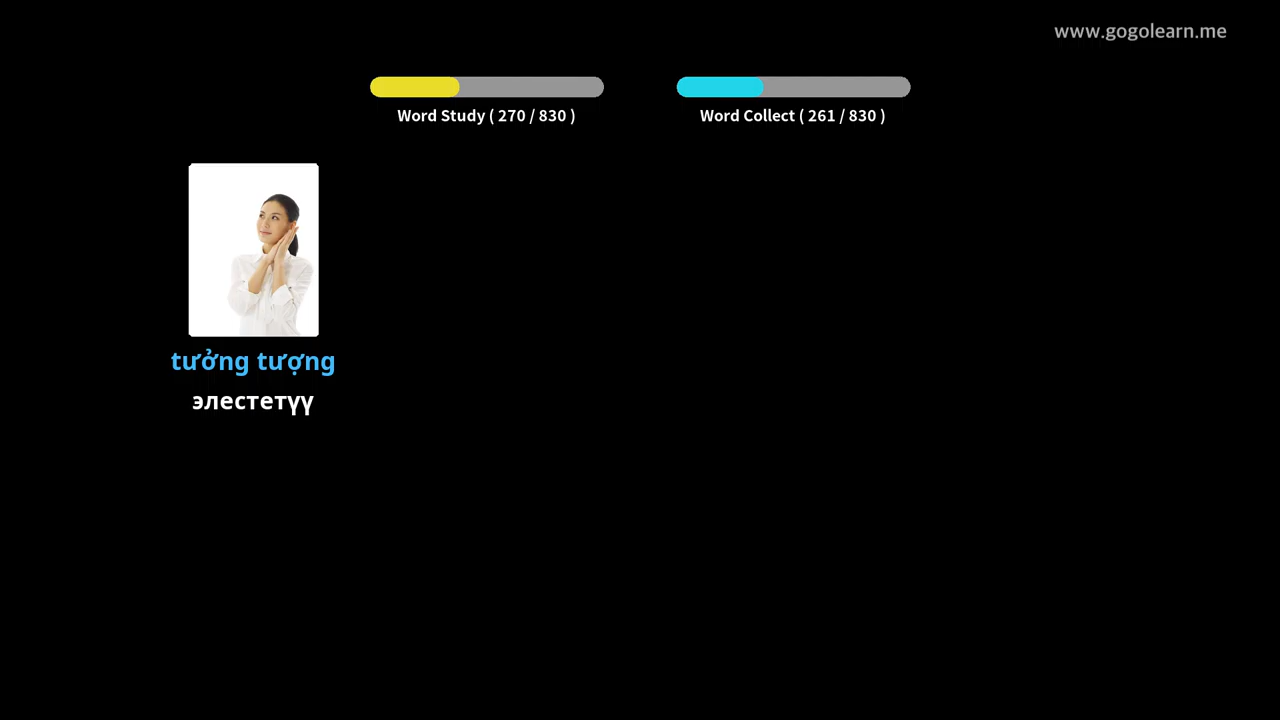 www.gogolearn.me
Word Study ( 270 / 830 )
Word Collect ( 261 / 830 )
tưởng tượng
элестетүү